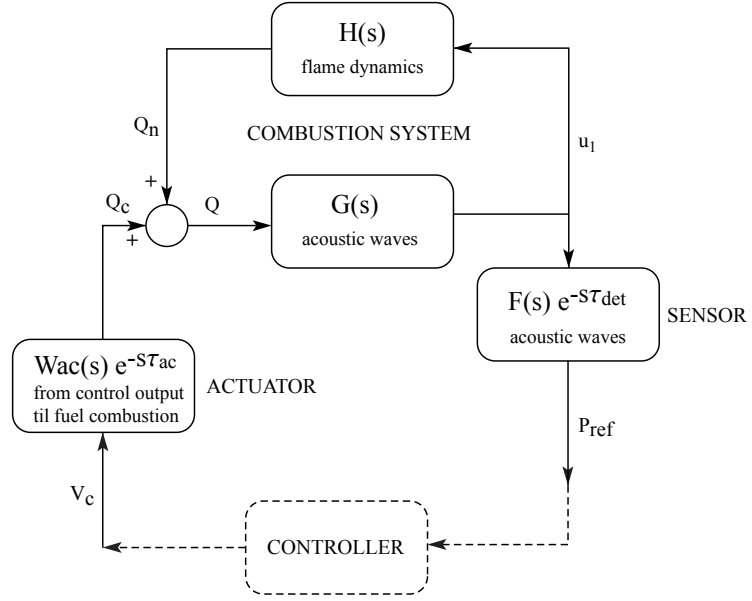 H(s)
flame dynamics
Qn
COMBUSTION SYSTEM
u1
+
Qc
Q
+
G(s)
acoustic waves
F(s) e-sτdet
acoustic waves
SENSOR
Wac(s) e-sτac
from control output
til fuel combustion
ACTUATOR
Pref
Vc
CONTROLLER